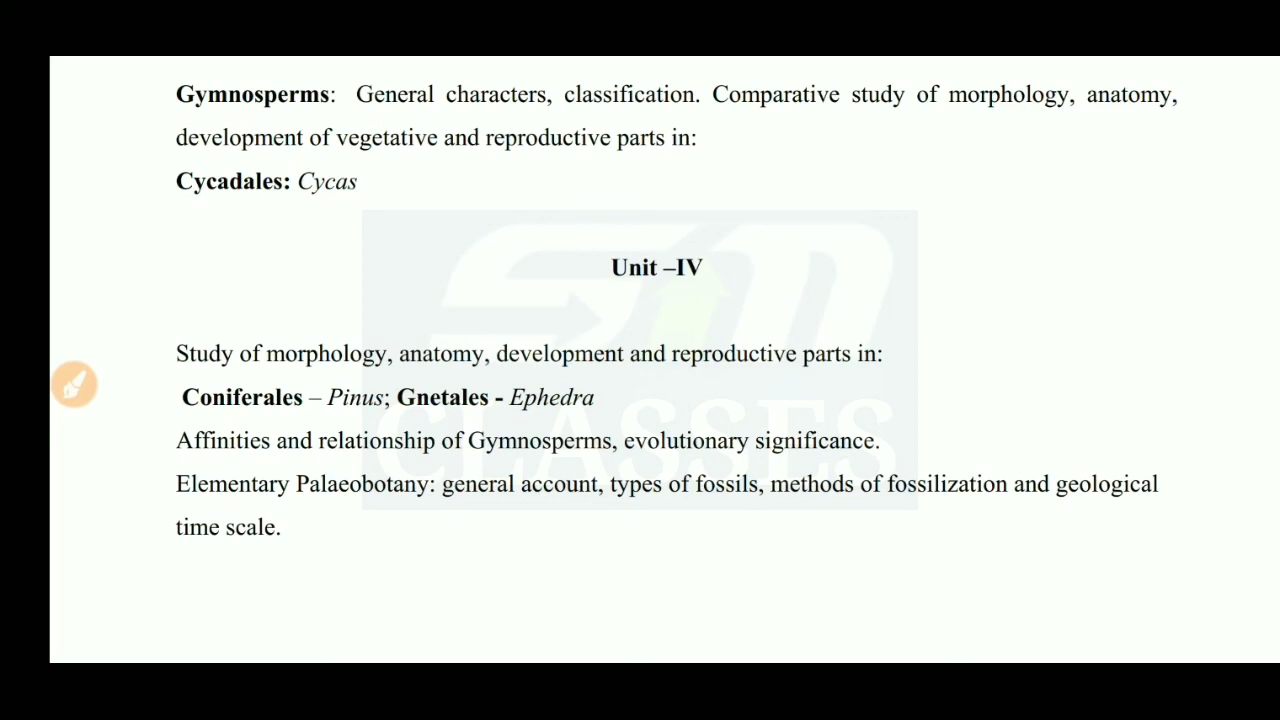 Gymnosperms: General characters, classification. Comparative study of morphology, anatomy,
development of vegetative and reproductive parts in:
Cycadales: Cycas
Unit –IV
Study of morphology, anatomy, development and reproductive parts in:
Coniferales – Pinus; Gnetales - Ephedra
Affinities and relationship of Gymnosperms, evolutionary significance.
CLASSES
Elementary Palaeobotany: general account, types of fossils, methods of fossilization and geological
time scale.